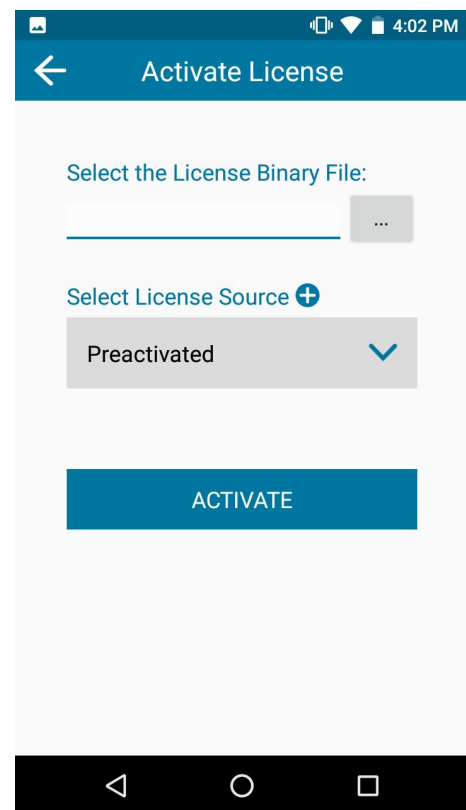 4:02 PM
Activate License
Select the License Binary File:
...
Select License Source
Preactivated
ACTIVATE